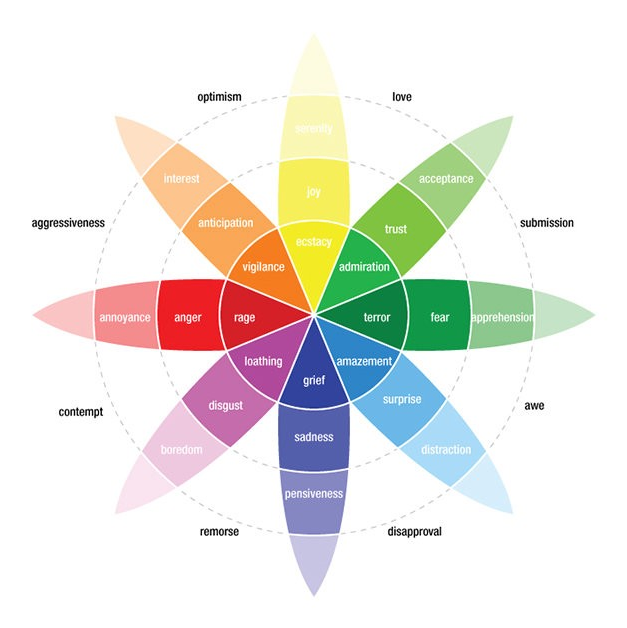 optimism
love
serenity
interest
acceptance
joy
anticipation
trust
aggressiveness
submission
ecstacy
vigilance
admiration
annoyance
anger
rage
terror
fear
apprehension
loathing
amazement
grief
disgust
surprise
contempt
awe
sadness
boredom
distraction
pensiveness
remorse
disapproval